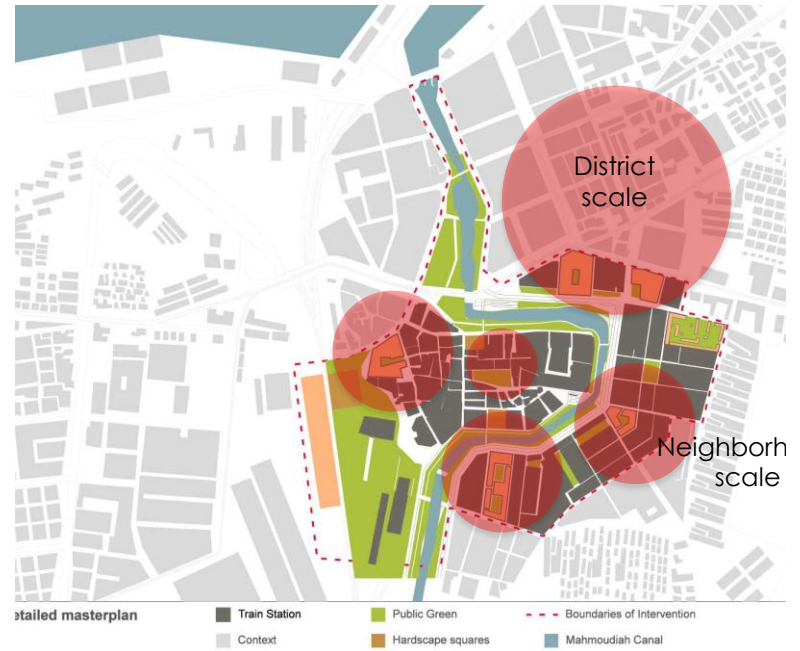 District
scale
Neighborh
scale
etailed masterplan
Train Station
Public Green
Boundaries of Intervention
Context
Hardscape squares
Mahmoudiah Canal